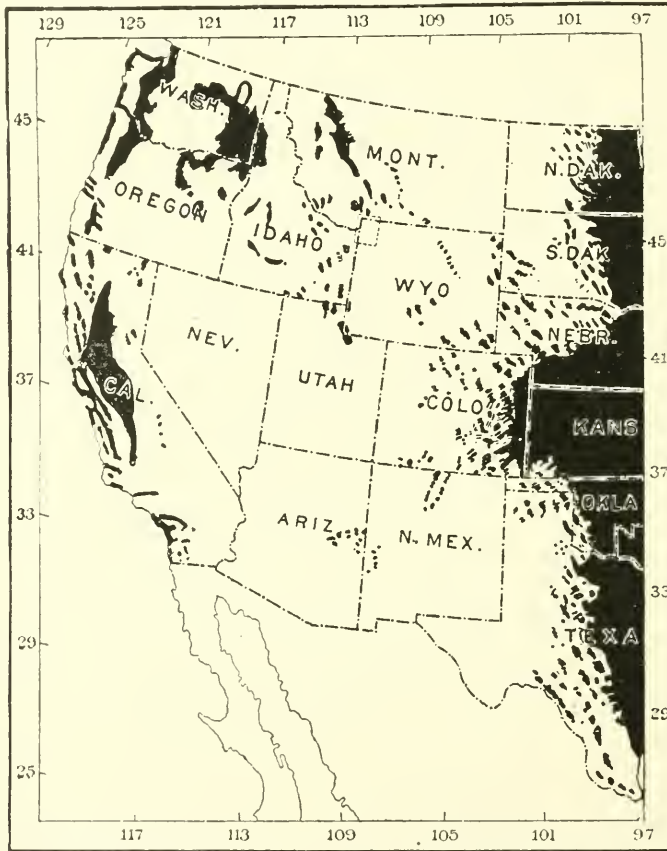 129 125 121 119 117 113 109 105 103 101 97
WASH.
45
MONT.
N. DAK.
OREGON
IDAHO
41
S. DAK
45
WYO
NEBR.
NEV.
41
UTAH
37
CAL.
COLO
KANS
33
OKLA
ARIZ
N. MEX.
33
TEXA
29
29
25
117 113 109 105 101 97